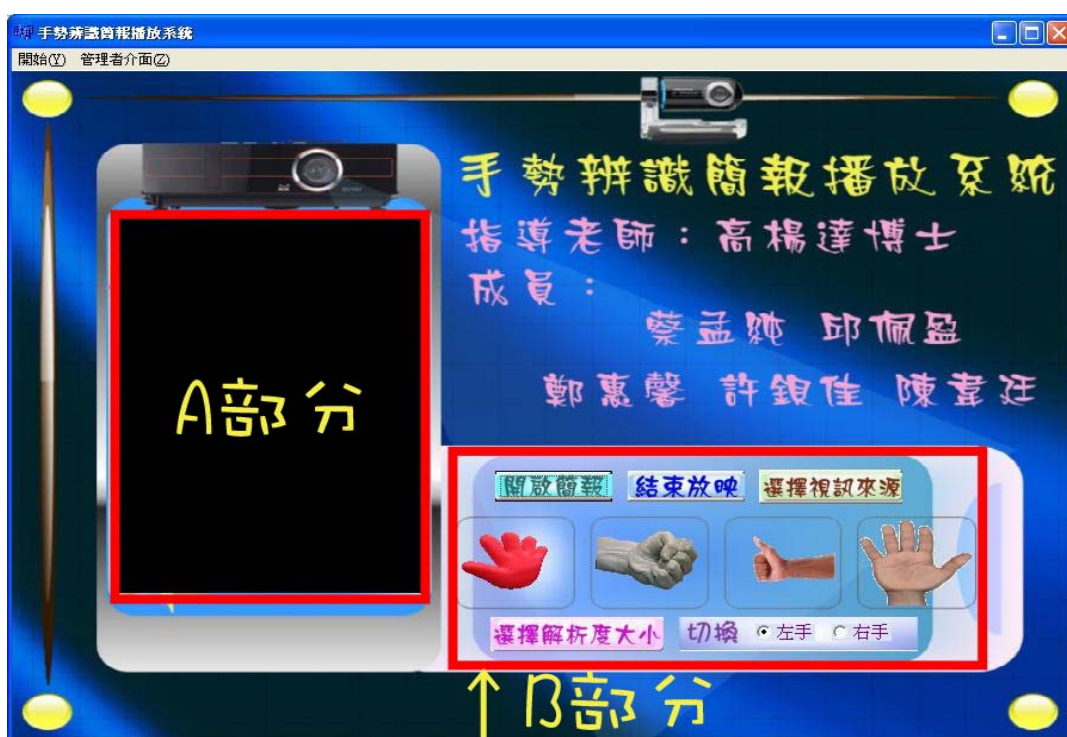 手勢辨識簡報播放系統
開始(Y) 管理者介面(Z)
手勢辨識簡報播放系統
指導老師：高楊達博士
成員：
蔡孟純 邱佩盈
鄭惠馨 許銀佳 陳韋廷
A部分
開啟簡報 結束放映 選擇視訊來源
選擇解析度大小 切換 左手 右手
↑B部分